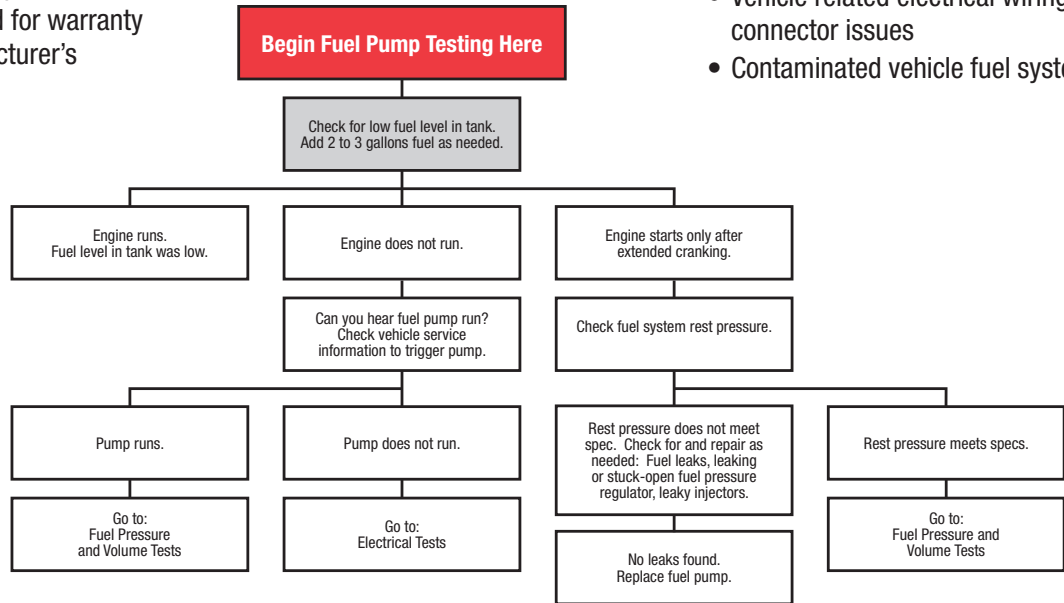 for warranty
cturer's
• Vehicle related electrical wiring
connector issues
• Contaminated vehicle fuel syste
Begin Fuel Pump Testing Here
Check for low fuel level in tank.
Add 2 to 3 gallons fuel as needed.
Engine runs.
Fuel level in tank was low.
Engine does not run.
Engine starts only after
extended cranking.
Can you hear fuel pump run?
Check vehicle service
information to trigger pump.
Check fuel system rest pressure.
Pump runs.
Pump does not run.
Rest pressure does not meet
spec. Check for and repair as
needed: Fuel leaks, leaking
or stuck-open fuel pressure
regulator, leaky injectors.
Rest pressure meets specs.
Go to:
Fuel Pressure
and Volume Tests
Go to:
Electrical Tests
No leaks found.
Replace fuel pump.
Go to:
Fuel Pressure and
Volume Tests